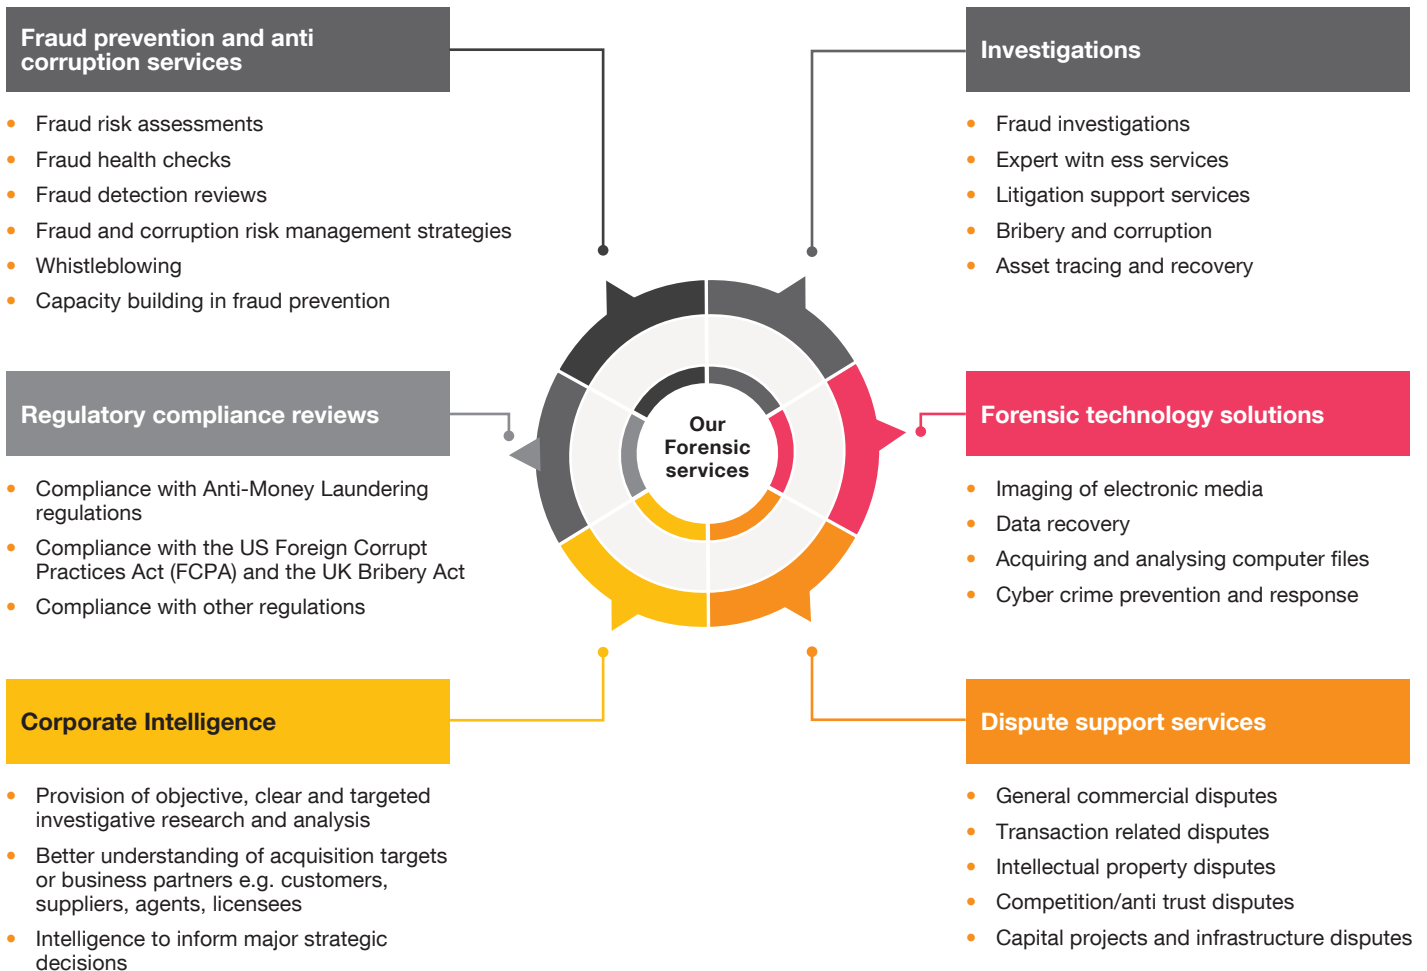 Fraud prevention and anti
corruption services
• Fraud risk assessments
• Fraud health checks
• Fraud detection reviews
• Fraud and corruption risk management strategies
• Whistleblowing
• Capacity building in fraud prevention
Regulatory compliance reviews
• Compliance with Anti-Money Laundering
regulations
• Compliance with the US Foreign Corrupt
Practices Act (FCPA) and the UK Bribery Act
• Compliance with other regulations
Corporate Intelligence
• Provision of objective, clear and targeted
investigative research and analysis
• Better understanding of acquisition targets
or business partners e.g. customers,
suppliers, agents, licensees
• Intelligence to inform major strategic
decisions
Our
Forensic
services
Investigations
• Fraud investigations
• Expert witn ess services
• Litigation support services
• Bribery and corruption
• Asset tracing and recovery
Forensic technology solutions
• Imaging of electronic media
• Data recovery
• Acquiring and analysing computer files
• Cyber crime prevention and response
Dispute support services
• General commercial disputes
• Transaction related disputes
• Intellectual property disputes
• Competition/anti trust disputes
• Capital projects and infrastructure disputes